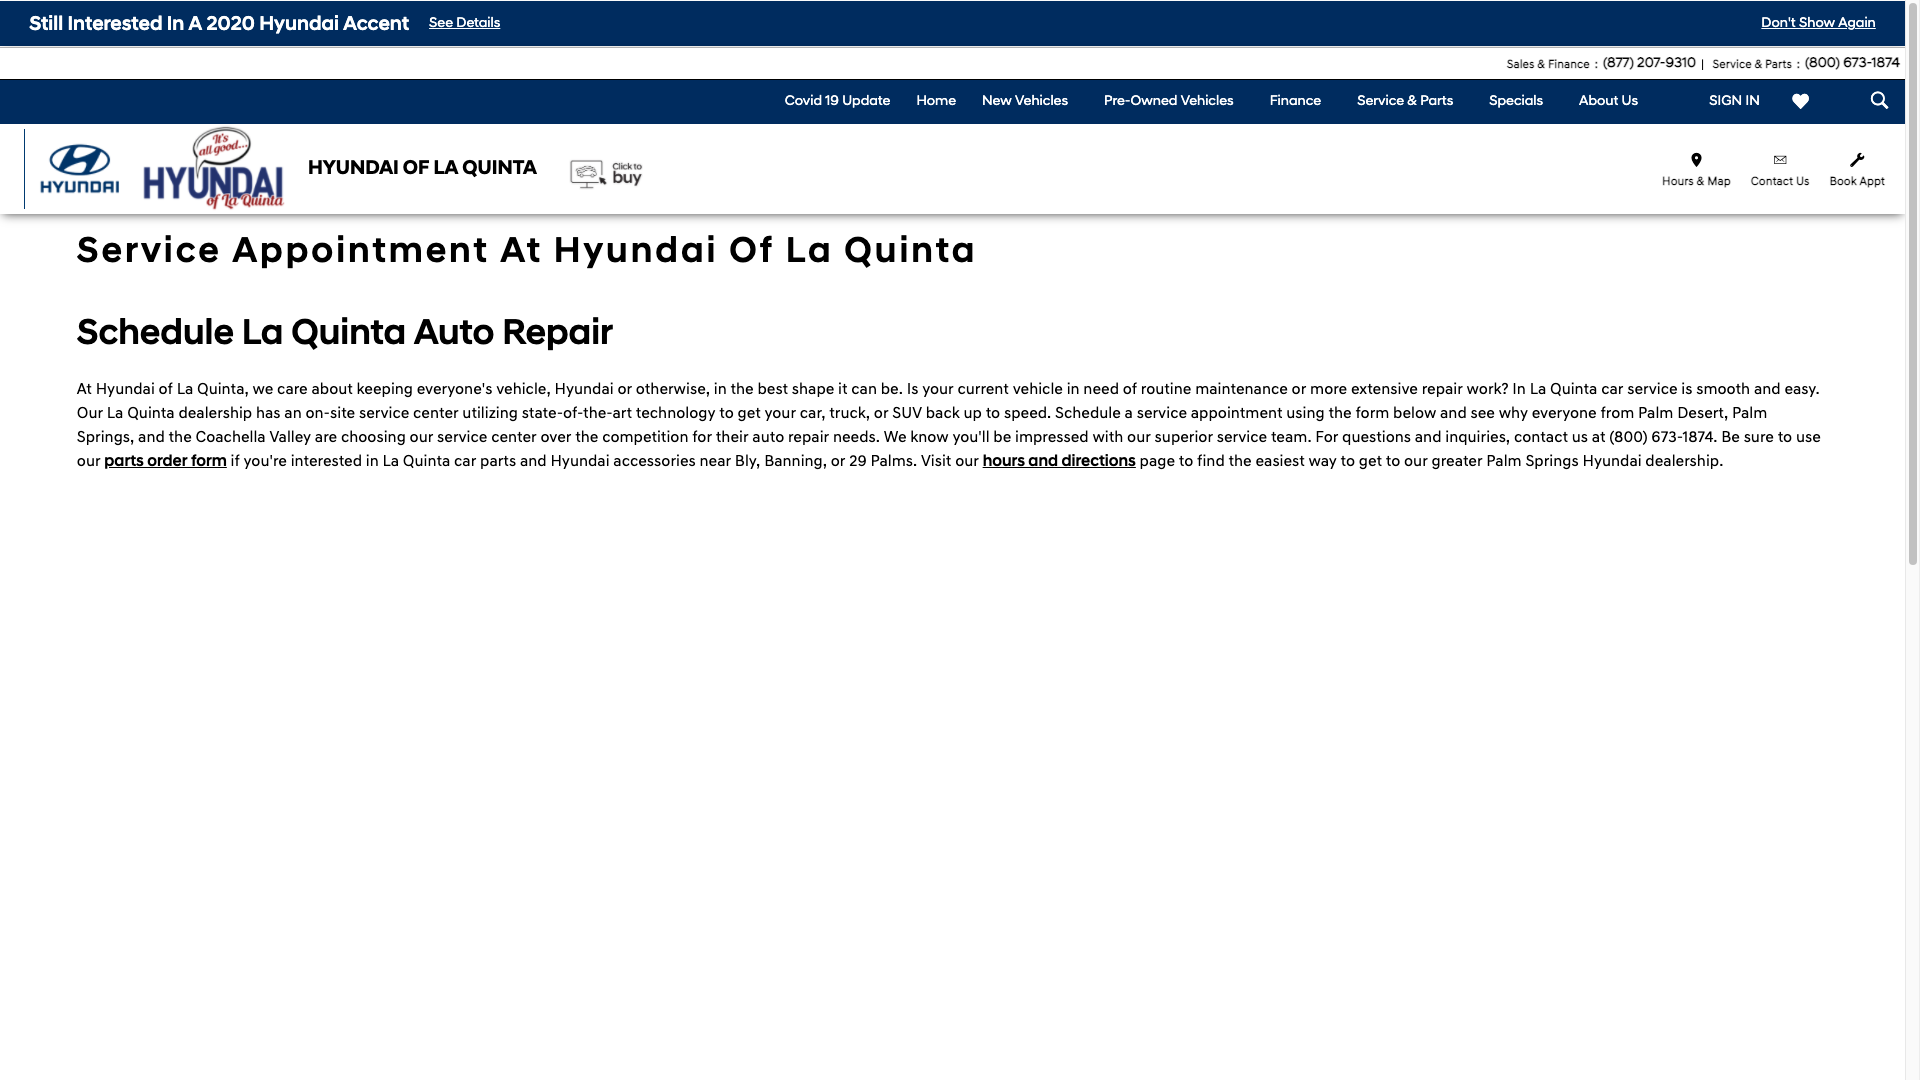 Still Interested In A 2020 Hyundai Accent See Details Don't Show Again
Sales & Finance : (877) 207-9310 | Service & Parts : (800) 673-1874
Covid 19 Update Home New Vehicles Pre-Owned Vehicles Finance Service & Parts Specials About Us SIGN IN
HYUNDAI
It's all good...
HYUNDAI
of La Quinta
HYUNDAI OF LA QUINTA
Click to
buy
Hours & Map Contact Us Book Appt
Service Appointment At Hyundai Of La Quinta
Schedule La Quinta Auto Repair
At Hyundai of La Quinta, we care about keeping everyone's vehicle, Hyundai or otherwise, in the best shape it can be. Is your current vehicle in need of routine maintenance or more extensive repair work? In La Quinta car service is smooth and easy.
Our La Quinta dealership has an on-site service center utilizing state-of-the-art technology to get your car, truck, or SUV back up to speed. Schedule a service appointment using the form below and see why everyone from Palm Desert, Palm
Springs, and the Coachella Valley are choosing our service center over the competition for their auto repair needs. We know you'll be impressed with our superior service team. For questions and inquiries, contact us at (800) 673-1874. Be sure to use
our parts order form if you're interested in La Quinta car parts and Hyundai accessories near Bly, Banning, or 29 Palms. Visit our hours and directions page to find the easiest way to get to our greater Palm Springs Hyundai dealership.